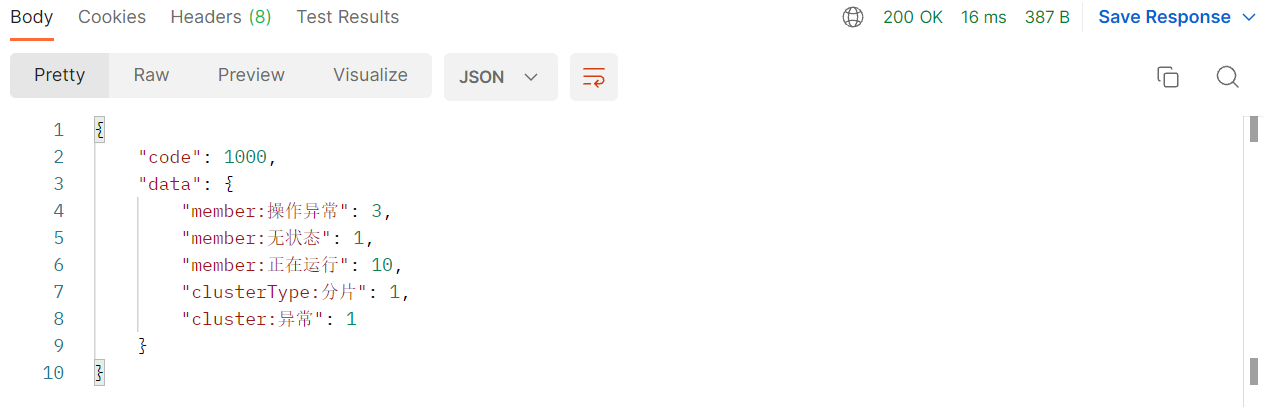 Body Cookies Headers (8) Test Results 200 OK 16 ms 387 B Save Response
Pretty Raw Preview Visualize JSON
1 {
2 "code": 1000,
3 "data": {
4 "member:操作异常": 3,
5 "member:无状态": 1,
6 "member:正在运行": 10,
7 "clusterType:分片": 1,
8 "cluster:异常": 1
9 }
10 }